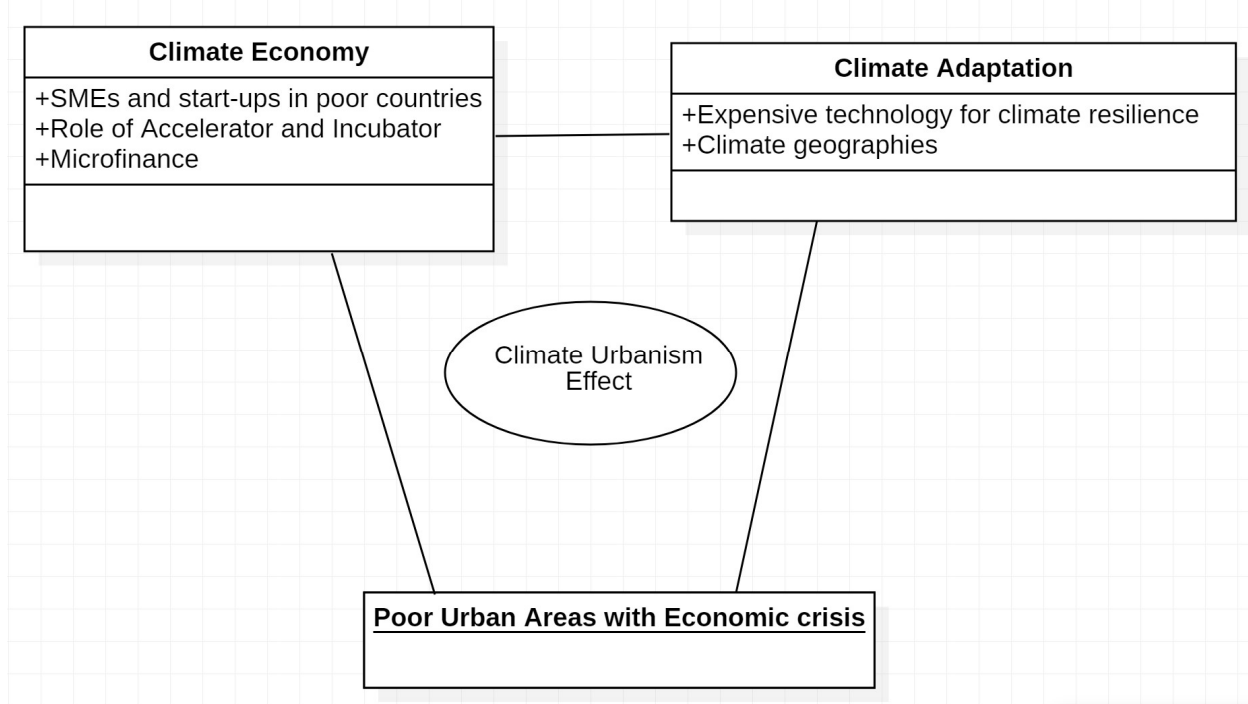 Climate Economy
+SMEs and start-ups in poor countries
+Role of Accelerator and Incubator
+Microfinance
Climate Adaptation
+Expensive technology for climate resilience
+Climate geographies
Climate Urbanism
Effect
Poor Urban Areas with Economic crisis